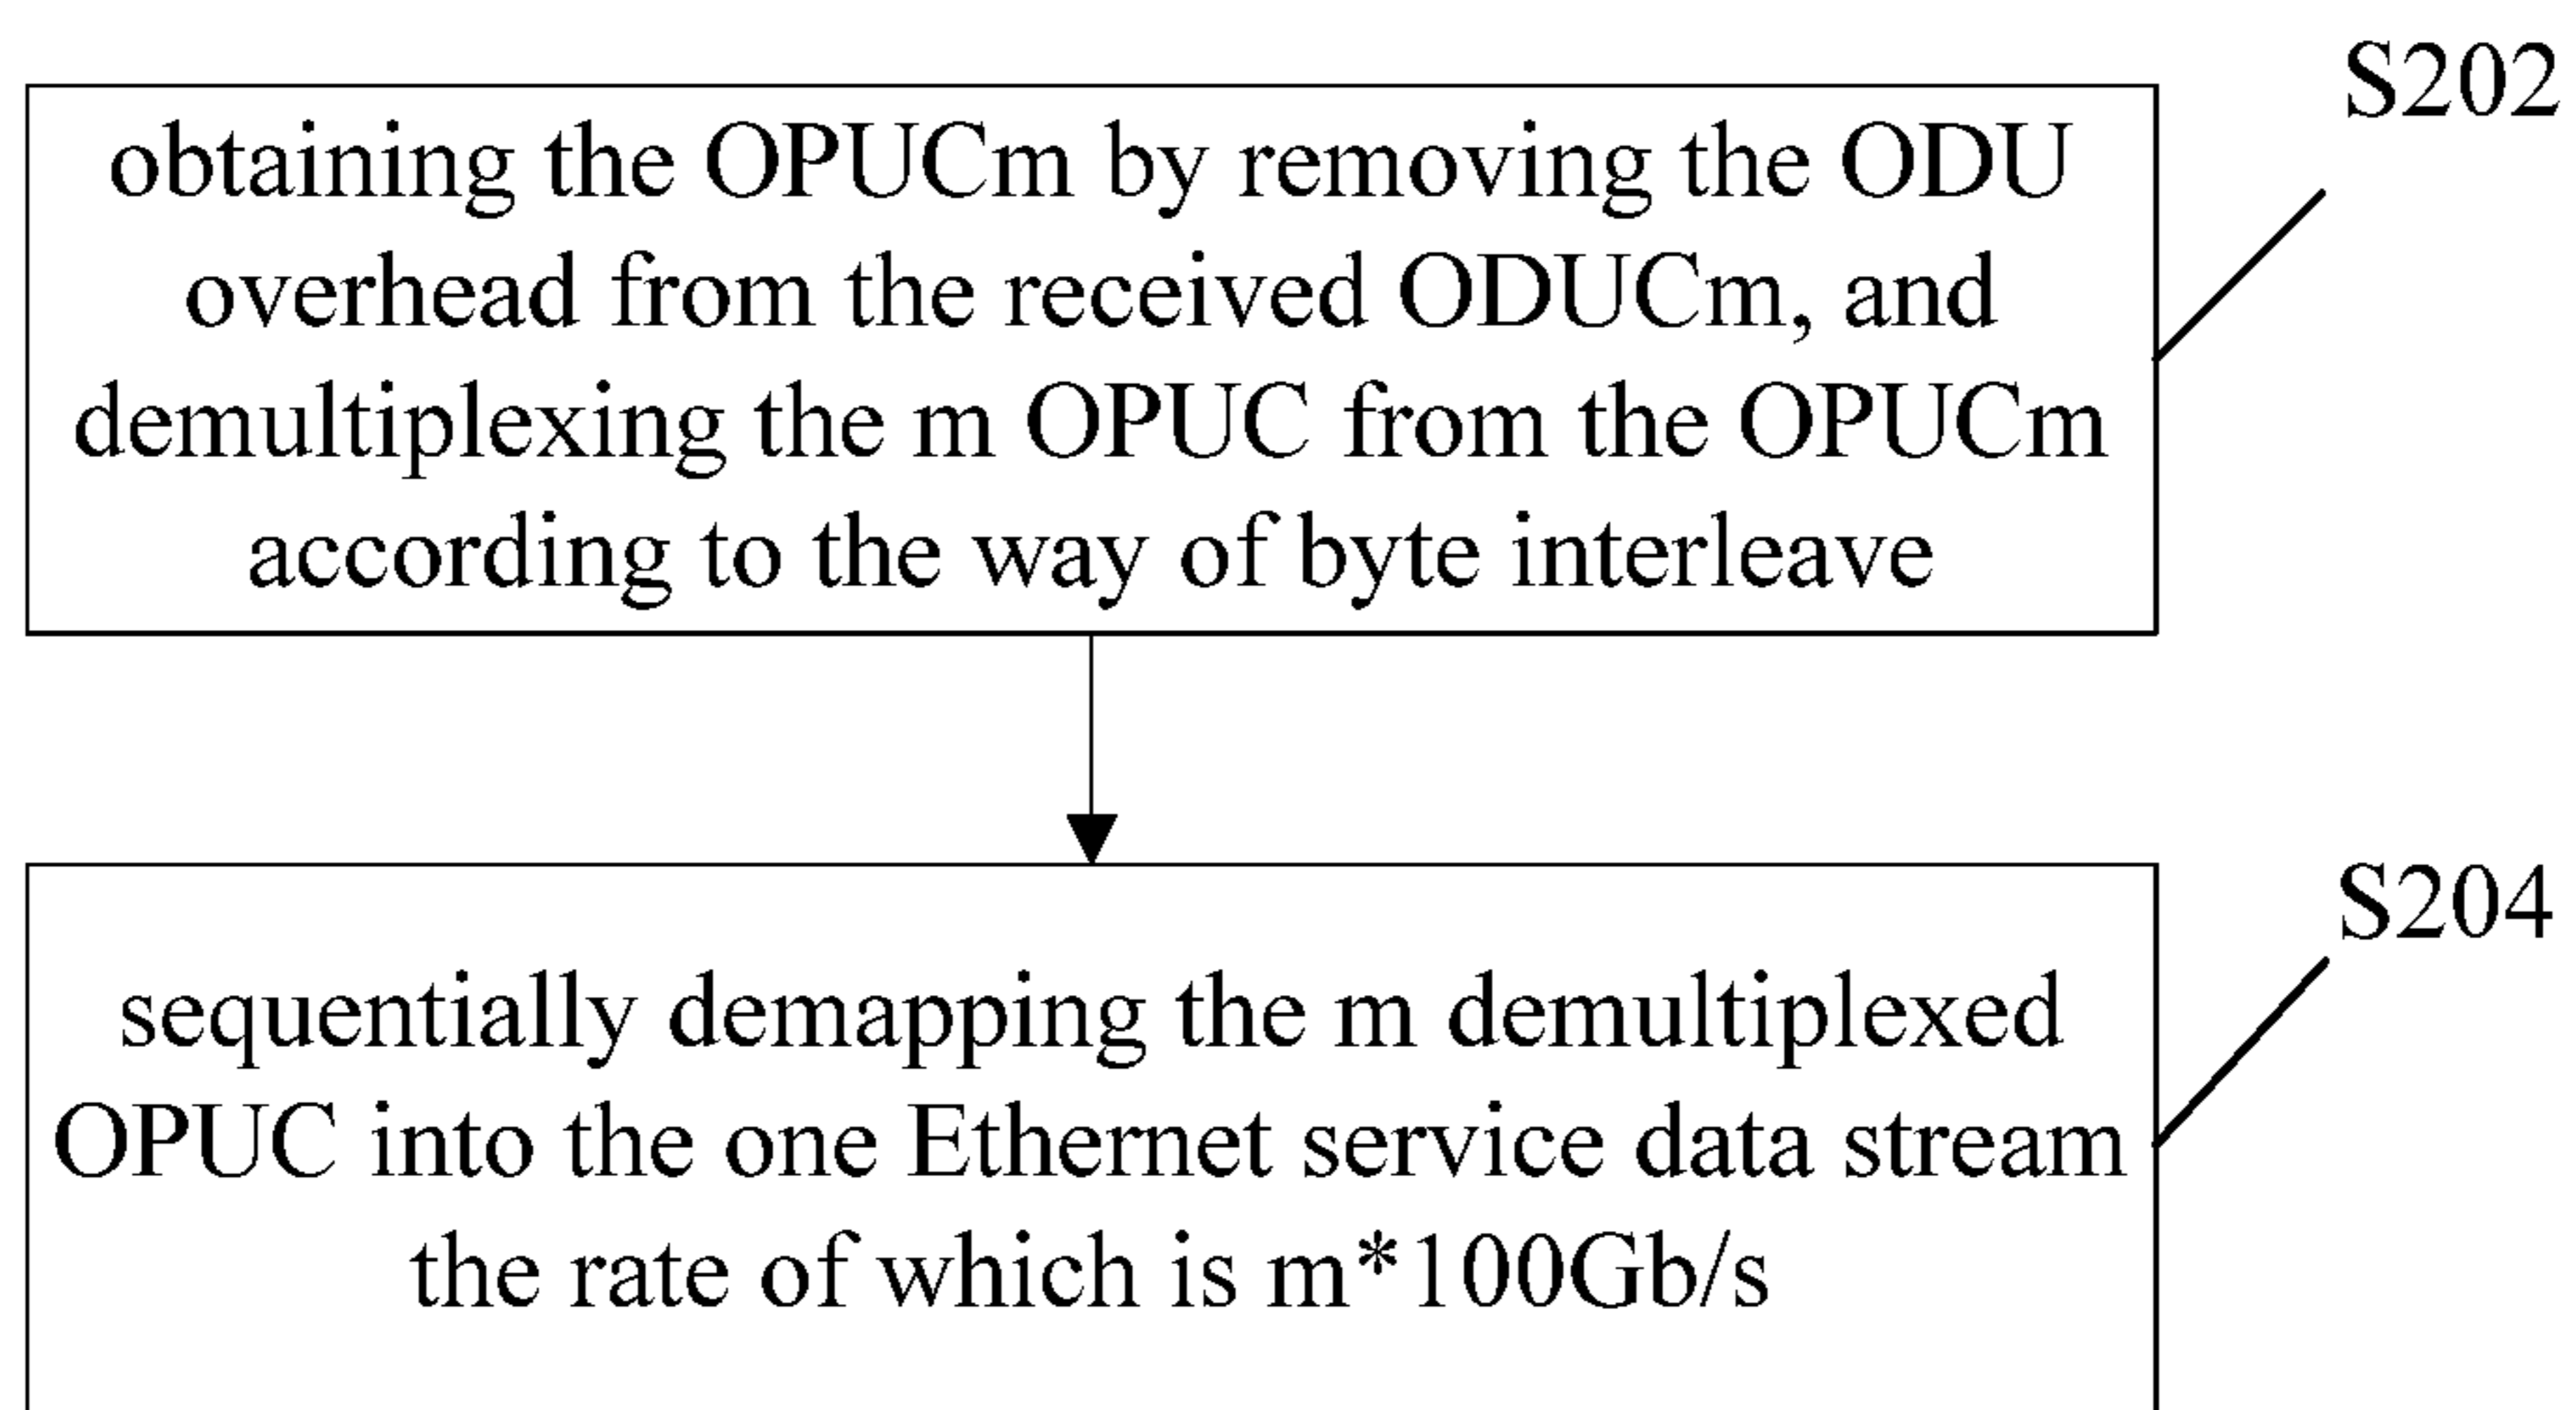 S202
obtaining the OPUCm by removing the ODU
overhead from the received ODUCm, and
demultiplexing the m OPUC from the OPUCm
according to the way of byte interleave
S204
sequentially demapping the m demultiplexed
OPUC into the one Ethernet service data stream
the rate of which is m*100Gb/s